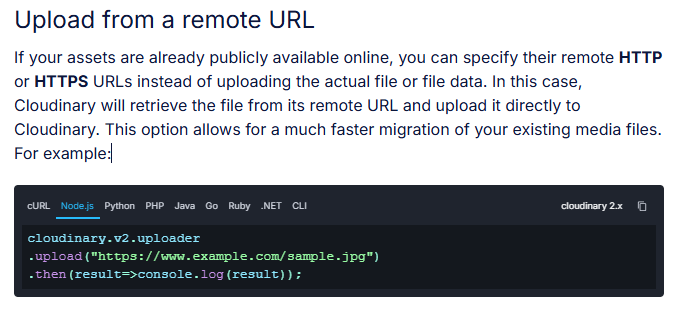 Upload from a remote URL
If your assets are already publicly available online, you can specify their remote HTTP
or HTTPS URLs instead of uploading the actual file or file data. In this case,
Cloudinary will retrieve the file from its remote URL and upload it directly to
Cloudinary. This option allows for a much faster migration of your existing media files.
For example:
cURL Node.js Python PHP Java Go Ruby .NET CLI cloudinary 2.x
cloudinary.v2.uploader
.upload("https://www.example.com/sample.jpg")
.then(result=>console.log(result));